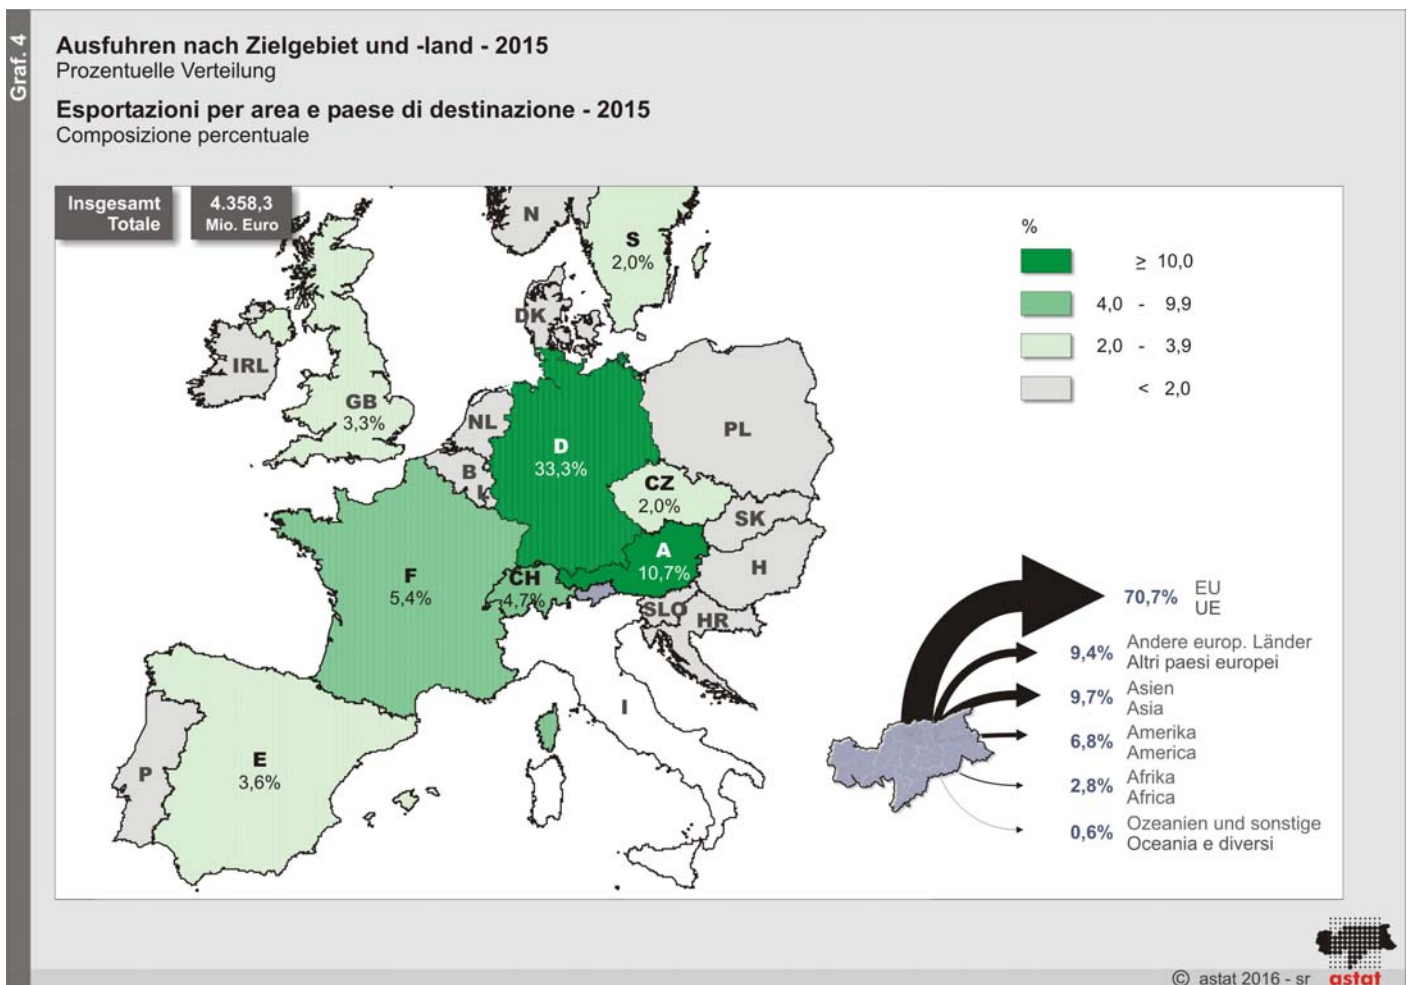 Graf. 4
Ausfuhren nach Zielgebiet und -land - 2015
Prozentuelle Verteilung
Esportazioni per area e paese di destinazione - 2015
Composizione percentuale
Insgesamt
Totale
4.358,3
Mio. Euro
N
S
2,0%
DK
IRL
GB
3,3%
NL
B
L
D
33,3%
PL
CZ
2,0%
SK
A
10,7%
H
F
5,4%
CH
4,7%
SLO
HR
I
P
E
3,6%
%
≥ 10,0
4,0 - 9,9
2,0 - 3,9
< 2,0
70,7% EU
UE
9,4% Andere europ. Länder
Altri paesi europei
9,7% Asien
Asia
6,8% Amerika
America
2,8% Afrika
Africa
0,6% Ozeanien und sonstige
Oceania e diversi
© astat 2016 - sr
astat